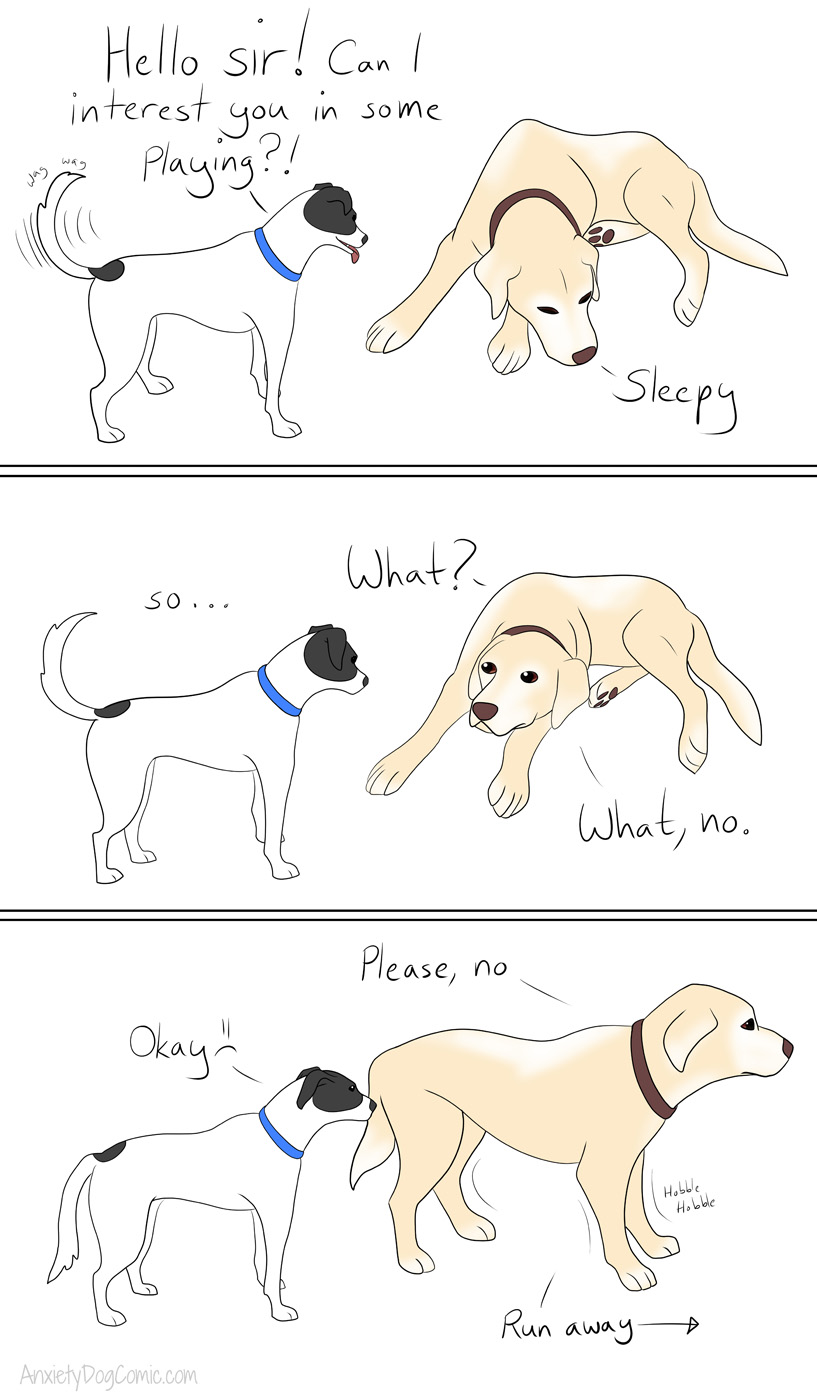 Hello sir! Can I
interest you in some
Playing?!
wag wag
Sleepy
so...
What?
What, no.
Please, no
Okay :(
Hobble
Hobble
Run away
AnxietyDogComic.com